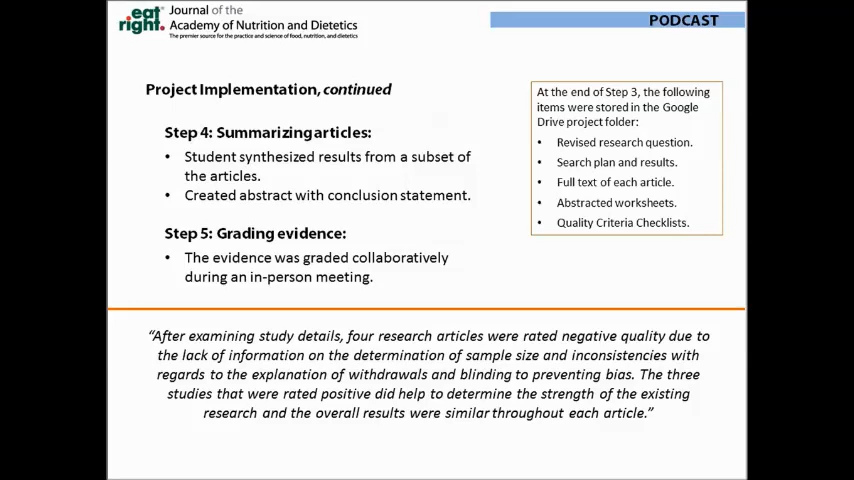 eat
right.
Journal of the
Academy of Nutrition and Dietetics
The premier source for the practice and science of food, nutrition, and dietetics
PODCAST
Project Implementation, continued
Step 4: Summarizing articles:
• Student synthesized results from a subset of
the articles.
• Created abstract with conclusion statement.
Step 5: Grading evidence:
• The evidence was graded collaboratively
during an in-person meeting.
At the end of Step 3, the following
items were stored in the Google
Drive project folder:
• Revised research question.
• Search plan and results.
• Full text of each article.
• Abstracted worksheets.
• Quality Criteria Checklists.
“After examining study details, four research articles were rated negative quality due to
the lack of information on the determination of sample size and inconsistencies with
regards to the explanation of withdrawals and blinding to preventing bias. The three
studies that were rated positive did help to determine the strength of the existing
research and the overall results were similar throughout each article.”